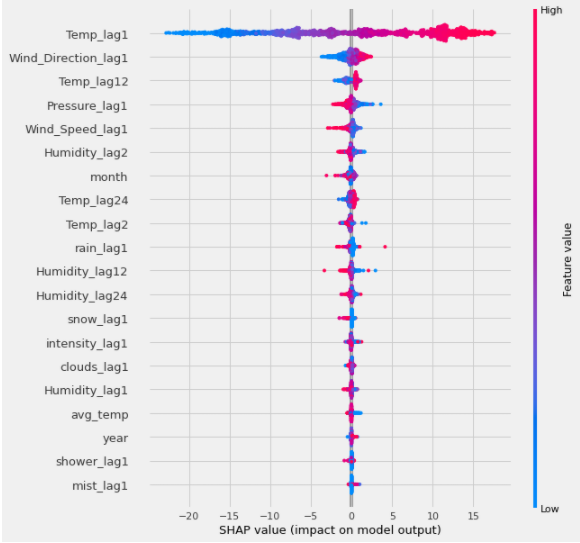 High
Temp_lag1
Wind_Direction_lag1
Temp_lag12
Pressure_lag1
Wind_Speed_lag1
Humidity_lag2
month
Temp_lag24
Temp_lag2
rain_lag1
Humidity_lag12
Humidity_lag24
snow_lag1
intensity_lag1
clouds_lag1
Humidity_lag1
avg_temp
year
shower_lag1
mist_lag1
Feature value
Low
−20 −15 −10 −5 0 5 10 15
SHAP value (impact on model output)